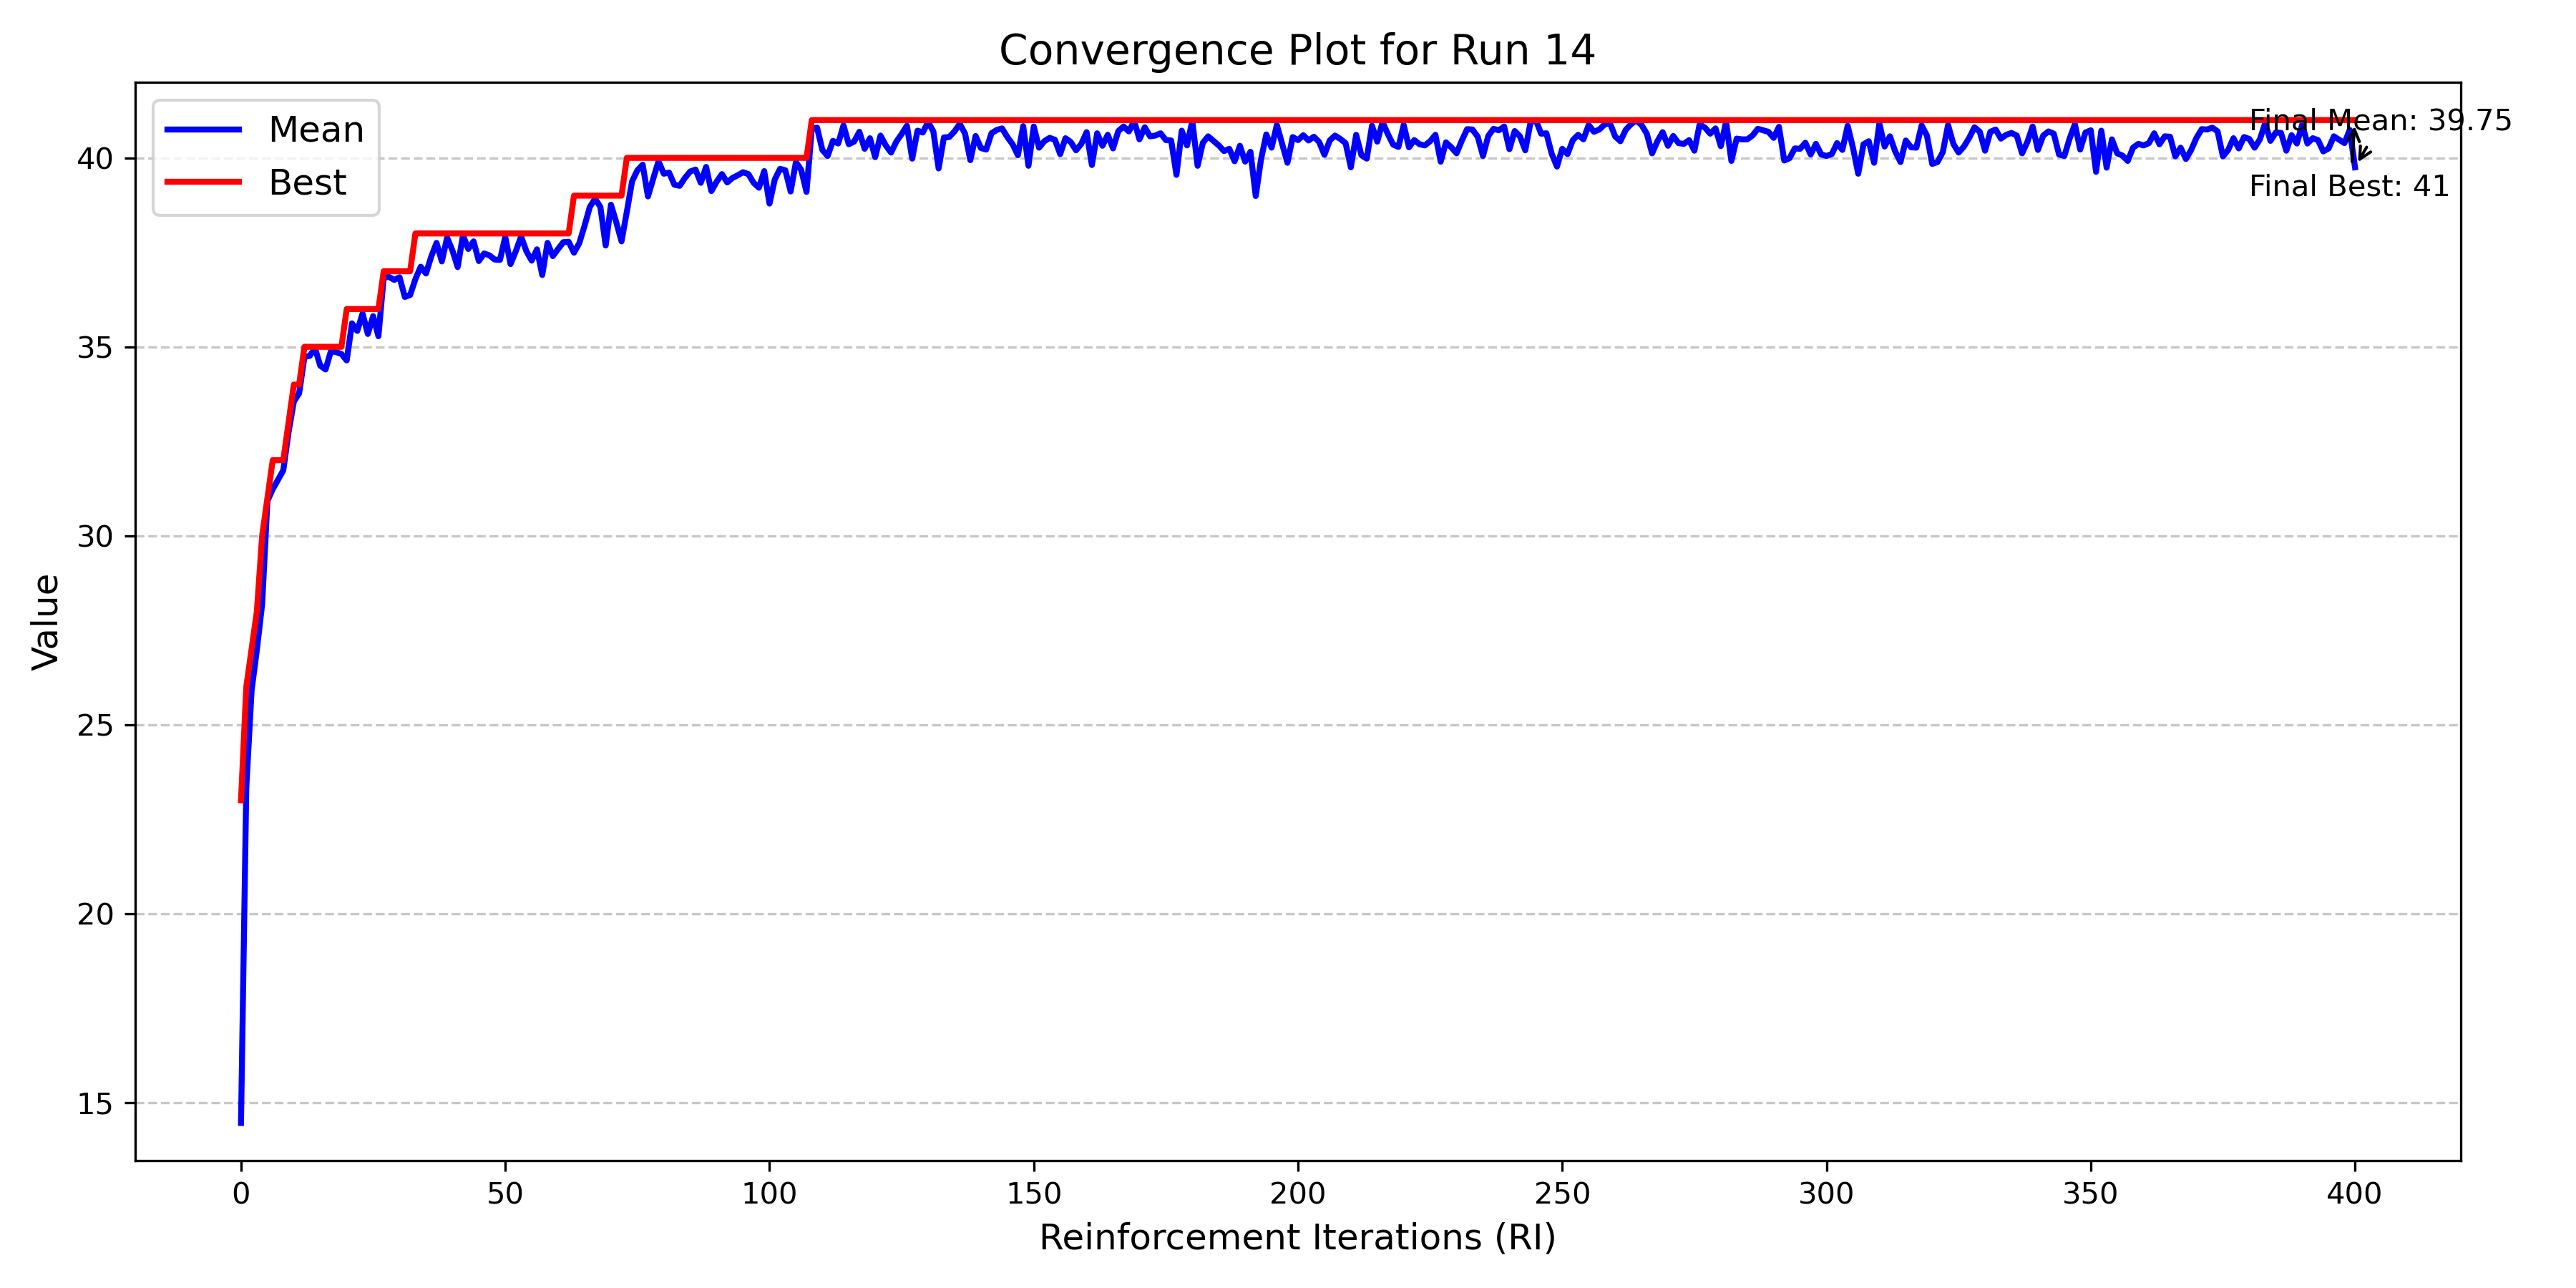 Convergence Plot for Run 14
Mean
Best
Final Mean: 39.75
Final Best: 41
40
35
30
25
20
15
Value
0 50 100 150 200 250 300 350 400
Reinforcement Iterations (RI)